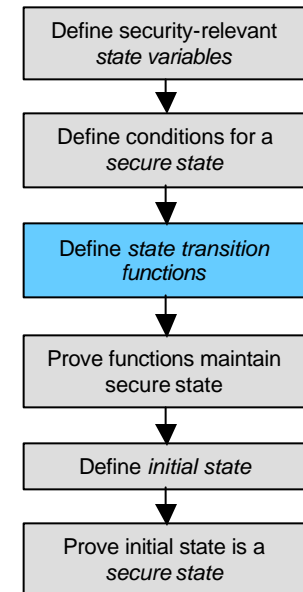 Define security-relevant
state variables
Define conditions for a
secure state
Define state transition
functions
Prove functions maintain
secure state
Define initial state
Prove initial state is a
secure state